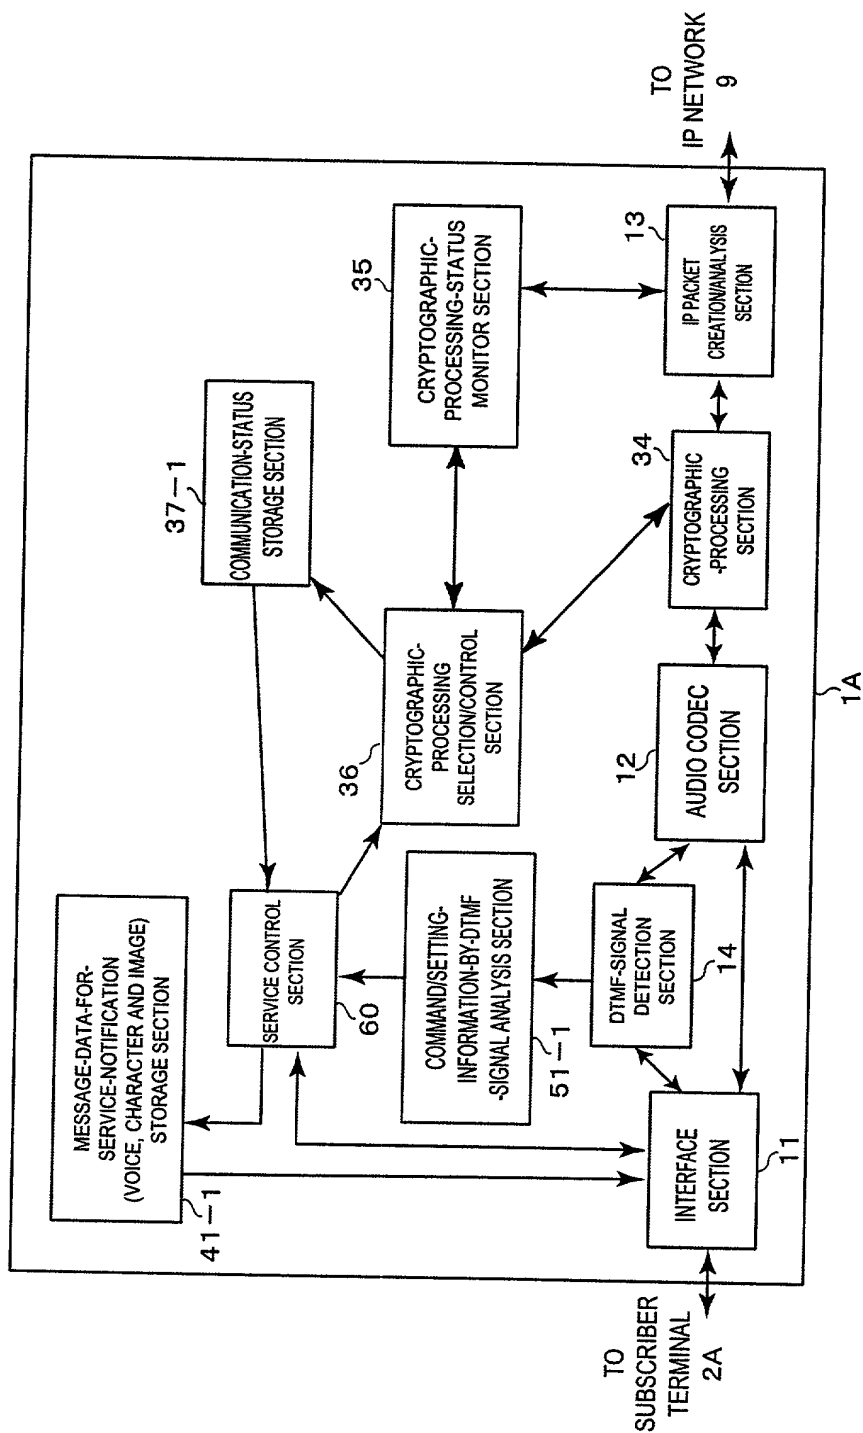 MESSAGE-DATA-FOR-
SERVICE-NOTIFICATION
(VOICE, CHARACTER AND IMAGE)
STORAGE SECTION
41-1
SERVICE CONTROL
SECTION
60
COMMUNICATION-STATUS
STORAGE SECTION
37-1
COMMAND/SETTING-
INFORMATION-BY-DTMF
-SIGNAL ANALYSIS SECTION
51-1
CRYPTOGRAPHIC-
PROCESSING
SELECTION/CONTROL
SECTION
36
CRYPTOGRAPHIC-
PROCESSING-STATUS
MONITOR SECTION
35
DTMF-SIGNAL
DETECTION
SECTION
14
TO
SUBSCRIBER
TERMINAL
2A
INTERFACE
SECTION
11
AUDIO CODEC
SECTION
12
CRYPTOGRAPHIC
-PROCESSING
SECTION
34
IP PACKET
CREATION/ANALYSIS
SECTION
13
TO
IP NETWORK
9
1A